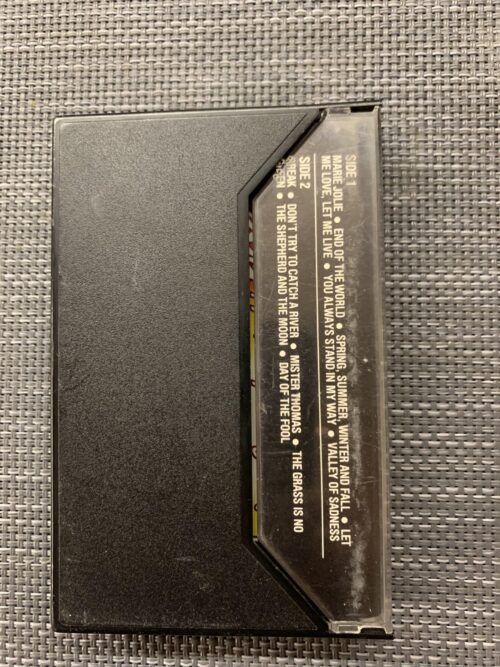 SIDE 1
MARIE JOLIE • END OF THE WORLD • SPRING, SUMMER, WINTER AND FALL • LET
ME LOVE, LET ME LIVE • YOU ALWAYS STAND IN MY WAY • VALLEY OF SADNESS
SIDE 2
BREAK • DON'T TRY TO CATCH A RIVER • MISTER THOMAS • THE GRASS IS NO
GREEN • THE SHEPHERD AND THE MOON • DAY OF THE FOOL